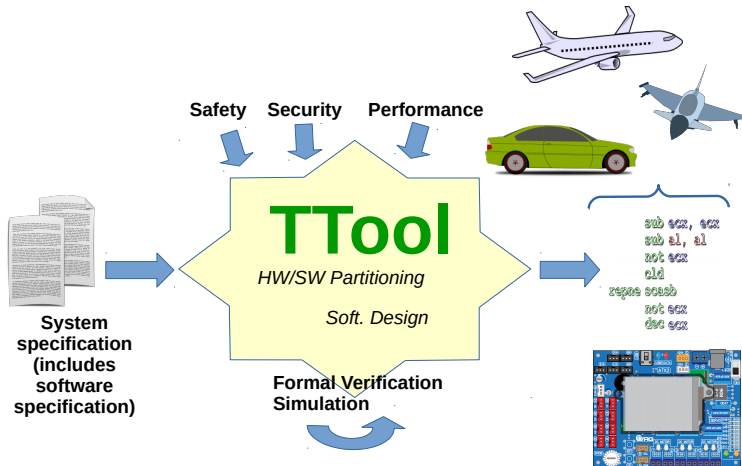 Safety Security Performance
TTool
HW/SW Partitioning
Soft. Design
System
specification
(includes
software
specification)
Formal Verification
Simulation
sub ecx, ecx
sub al, al
not ecx
cld
repne scasb
not ecx
dec ecx